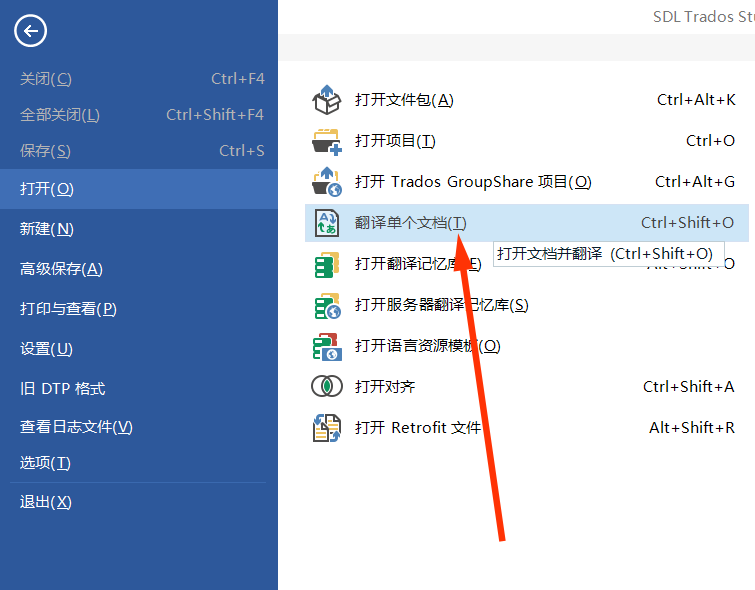 SDL Trados St
关闭(C) Ctrl+F4
全部关闭(L) Ctrl+Shift+F4
保存(S) Ctrl+S
打开(O)
新建(N)
高级保存(A)
打印与查看(P)
设置(U)
旧 DTP 格式
查看日志文件(V)
选项(T)
退出(X)
打开文件包(A) Ctrl+Alt+K
打开项目(T) Ctrl+O
打开 Trados GroupShare 项目(O) Ctrl+Alt+G
翻译单个文档(T) Ctrl+Shift+O
打开文档并翻译 (Ctrl+Shift+O)
打开翻译记忆库(E) Alt+Shift+O
打开服务器翻译记忆库(S)
打开语言资源模板(O)
打开对齐 Ctrl+Shift+A
打开 Retrofit 文件 Alt+Shift+R